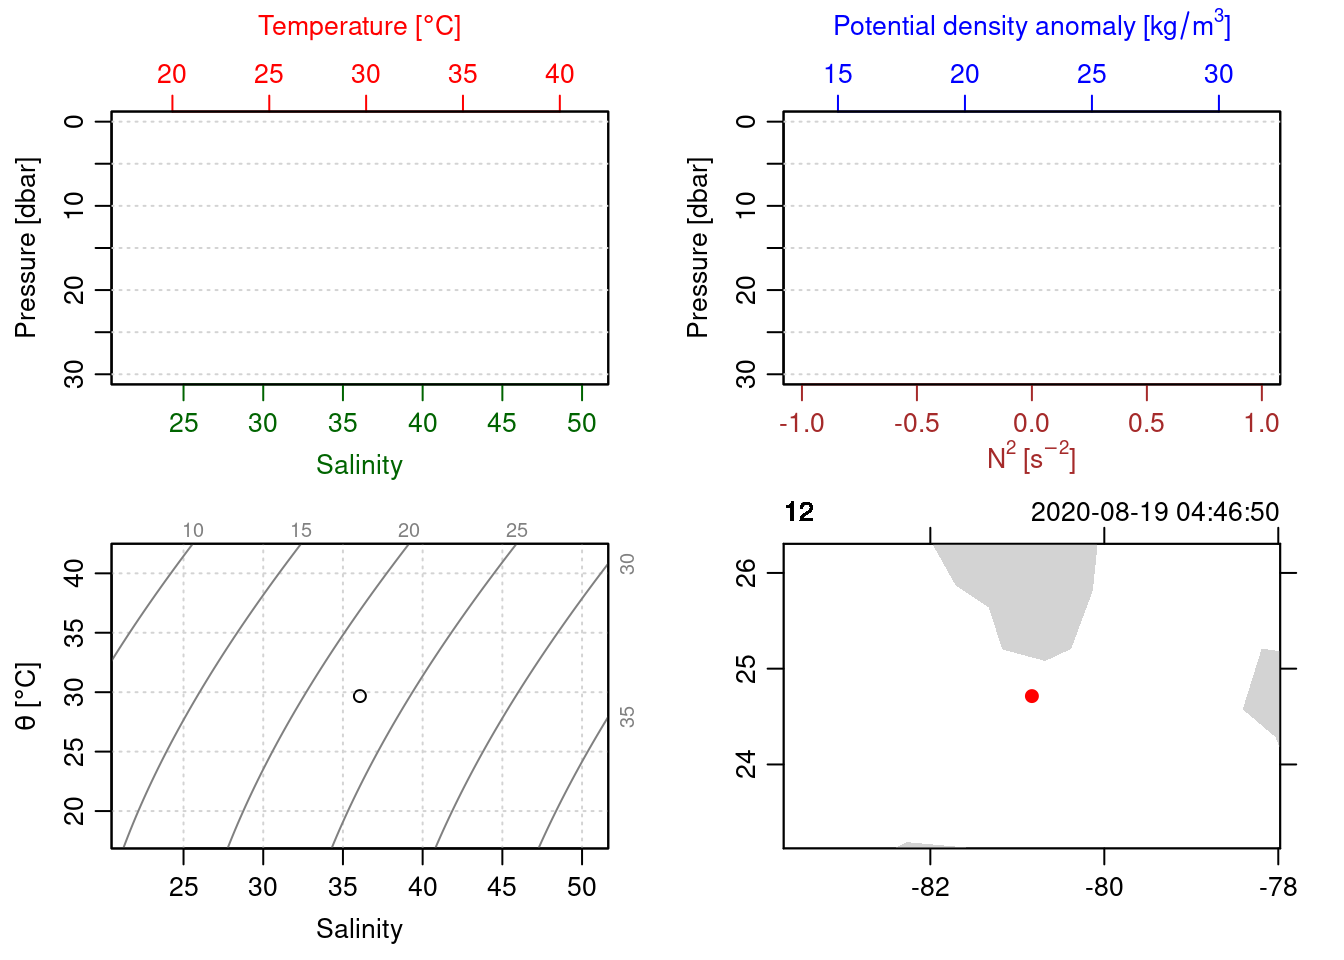 Temperature [°C]
20 25 30 35 40
0
10
20
30
Pressure [dbar]
25 30 35 40 45 50
Salinity
Potential density anomaly [kg/m³]
15 20 25 30
0
10
20
30
Pressure [dbar]
-1.0 -0.5 0.0 0.5 1.0
N² [s⁻²]
10 15 20 25
30
35
40
35
30
25
20
θ [°C]
25 30 35 40 45 50
Salinity
12 2020-08-19 04:46:50
26
25
24
-82 -80 -78